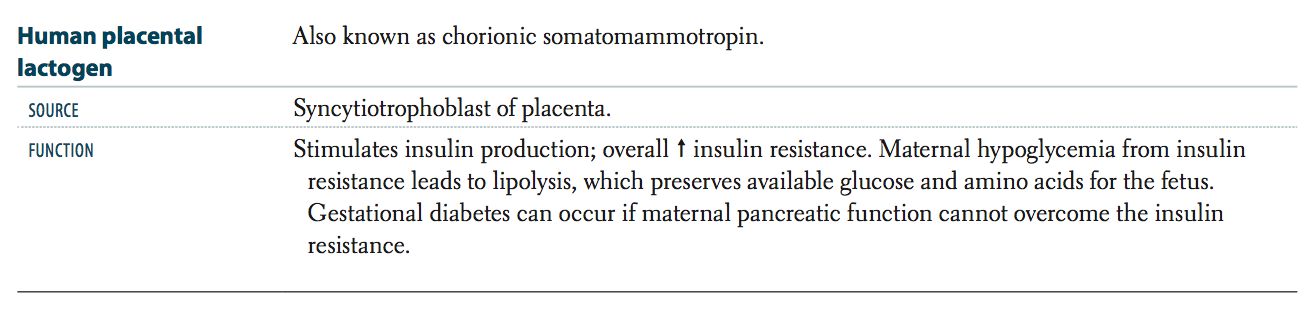 Human placental
lactogen
Also known as chorionic somatomammotropin.
SOURCE
Syncytiotrophoblast of placenta.
FUNCTION
Stimulates insulin production; overall ↑ insulin resistance. Maternal hypoglycemia from insulin
resistance leads to lipolysis, which preserves available glucose and amino acids for the fetus.
Gestational diabetes can occur if maternal pancreatic function cannot overcome the insulin
resistance.